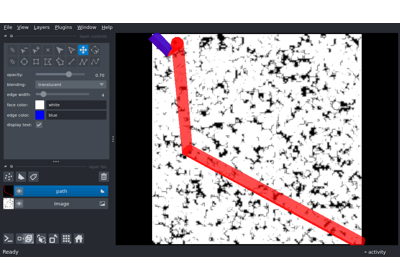 File View Layers Plugins Window Help
opacity: 0.70
blending: translucent
edge width: 4
face color: white
edge color: blue
display text: ✓
path
Image
Ready
activity